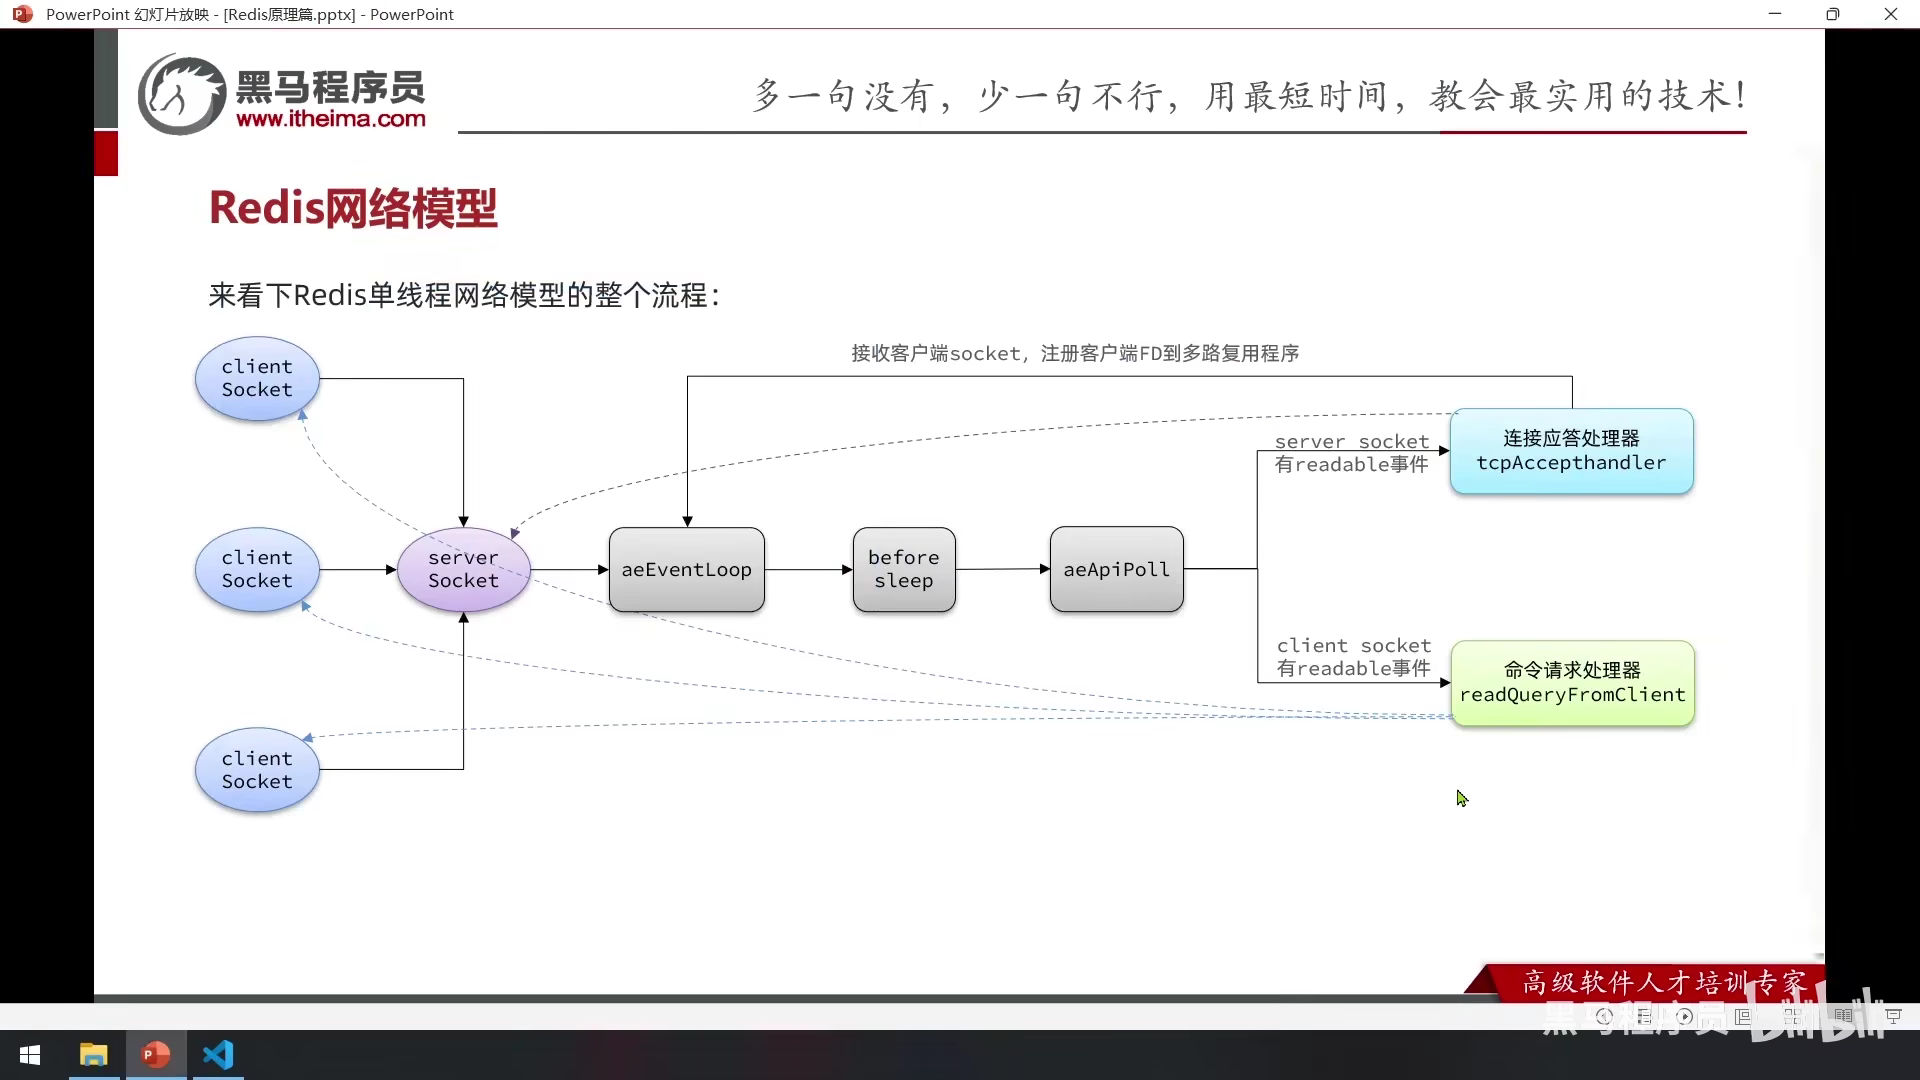 PowerPoint 幻灯片放映 - [Redis原理篇.pptx] - PowerPoint
黑马程序员
www.itheima.com
多一句没有，少一句不行，用最短时间，教会最实用的技术！
Redis网络模型
来看下Redis单线程网络模型的整个流程：
接收客户端socket，注册客户端FD到多路复用程序
client
Socket
server socket
有readable事件
连接应答处理器
tcpAccepthandler
client
Socket
server
Socket
aeEventLoop
before
sleep
aeApiPoll
client socket
有readable事件
命令请求处理器
readQueryFromClient
client
Socket
高级软件人才培训专家
黑马程序员
bilibili